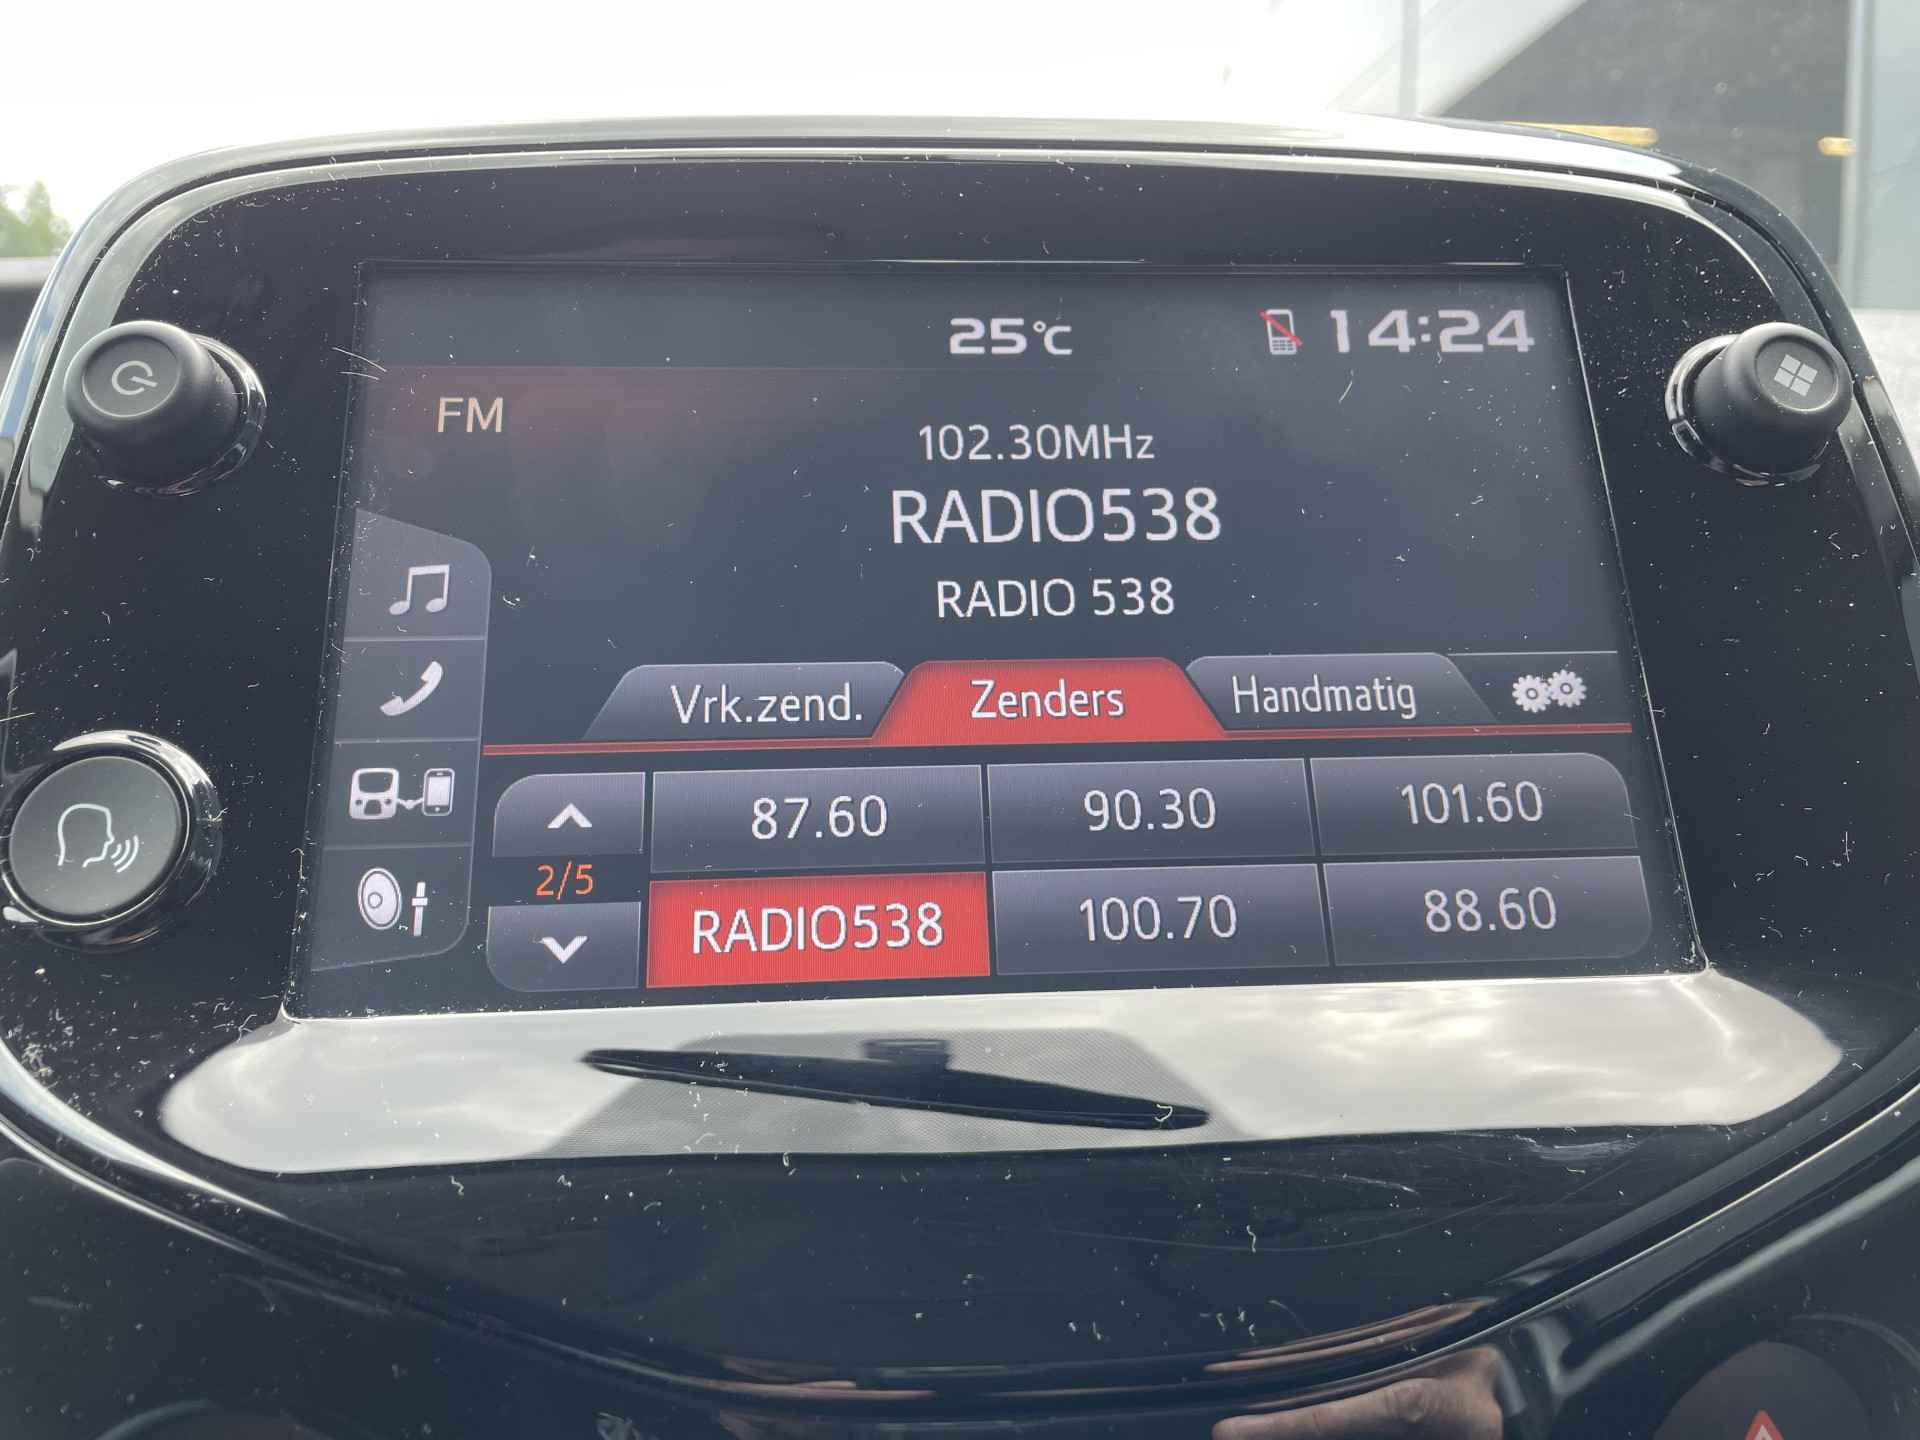 25°C 14:24
FM
102.30MHz
RADIO538
RADIO 538
Vrk.zend. Zenders Handmatig
87.60 90.30 101.60
2/5
RADIO538 100.70 88.60